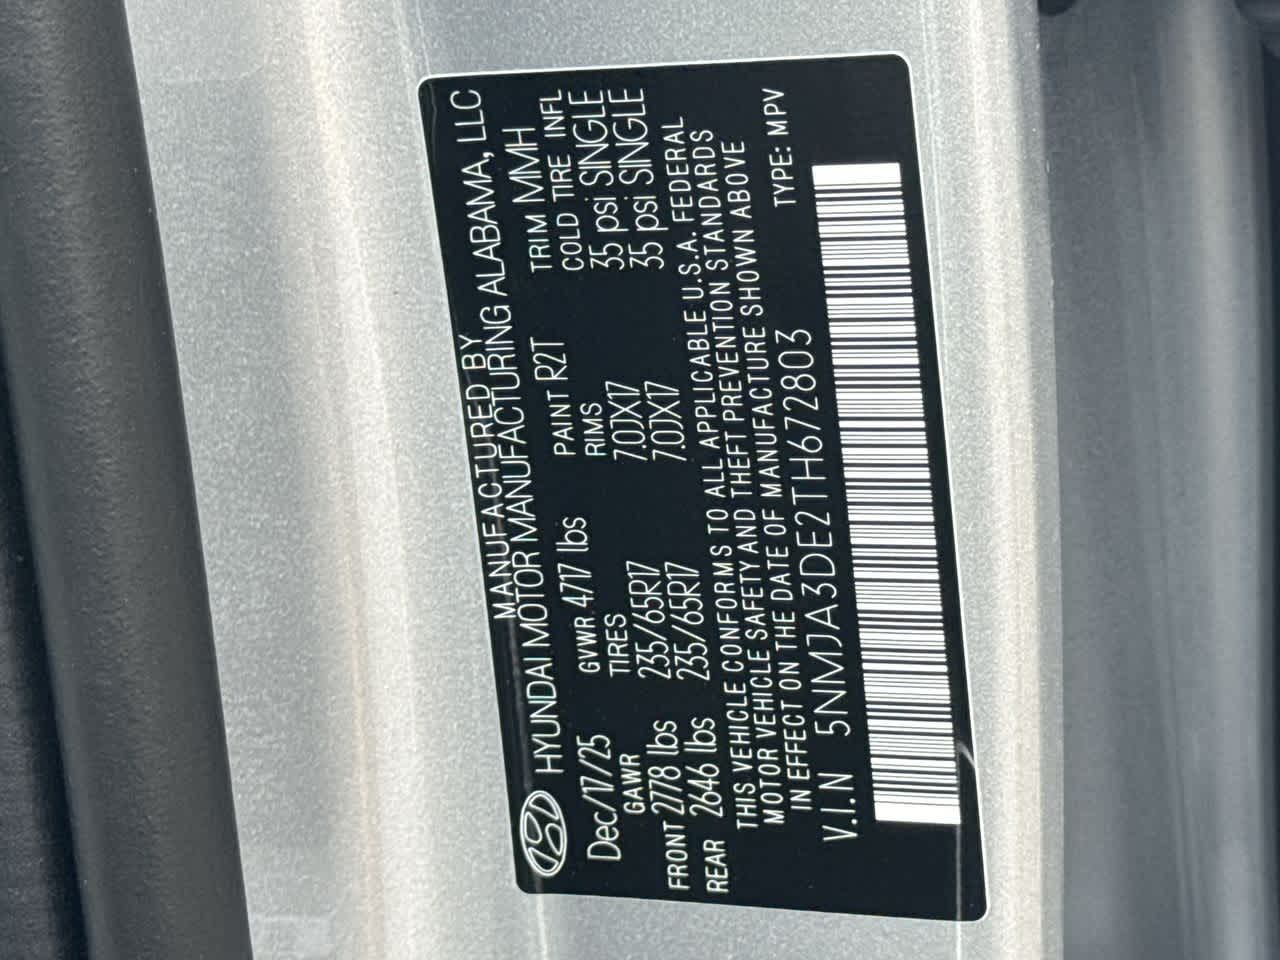 MANUFACTURED BY
HYUNDAI MOTOR MANUFACTURING ALABAMA, LLC
Dec/17/25 GVWR 4717 lbs PAINT R2T TRIM MMH
GAWR TIRES RIMS COLD TIRE INFL
FRONT 2778 lbs 235/65R17 7.0JX17 35 psi SINGLE
REAR 2646 lbs 235/65R17 7.0JX17 35 psi SINGLE
THIS VEHICLE CONFORMS TO ALL APPLICABLE U.S.A. FEDERAL
MOTOR VEHICLE SAFETY AND THEFT PREVENTION STANDARDS
IN EFFECT ON THE DATE OF MANUFACTURE SHOWN ABOVE
V.I.N 5NMJA3DE2TH672803 TYPE: MPV